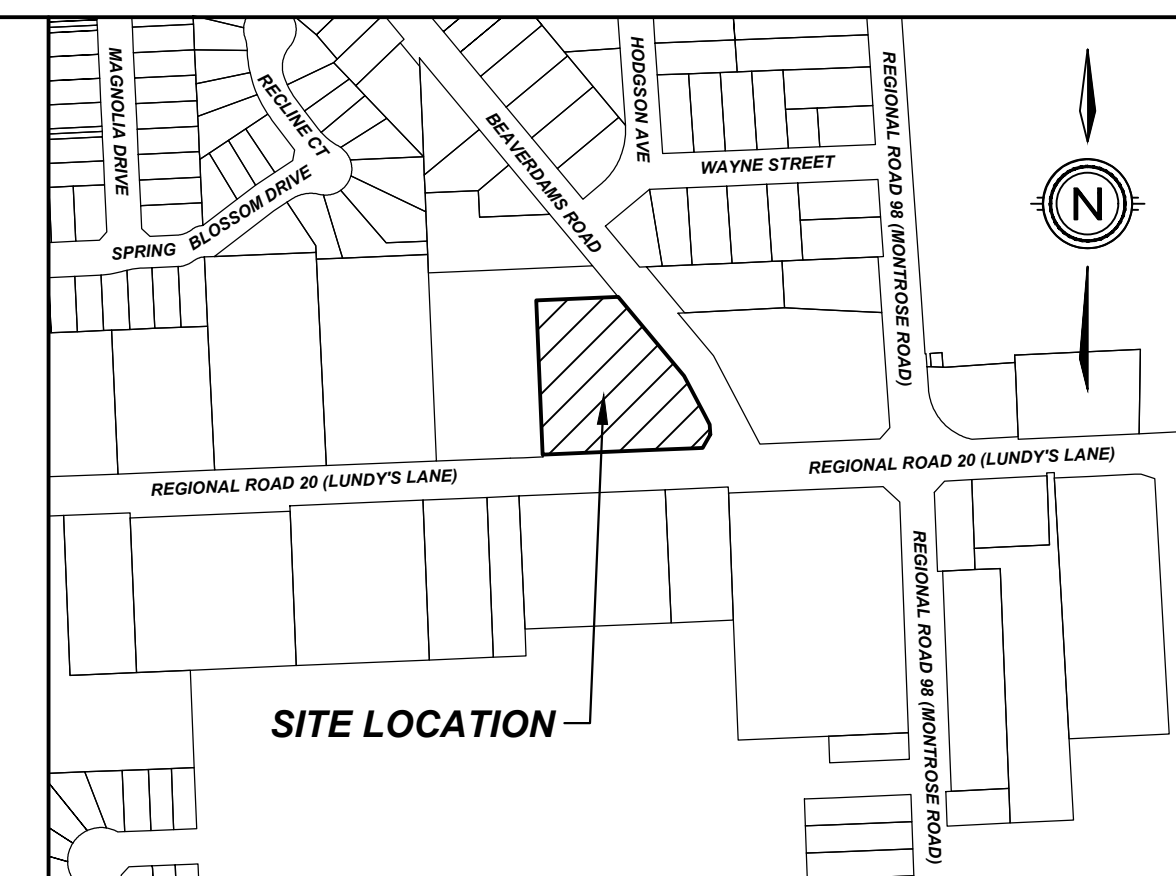 MAGNOLIA DRIVE
RECLINE CT
HODGSON AVE
BEAVERDAMS ROAD
REGIONAL ROAD 98 (MONTROSE ROAD)
WAYNE STREET
N
SPRING BLOSSOM DRIVE
REGIONAL ROAD 20 (LUNDY'S LANE)
REGIONAL ROAD 20 (LUNDY'S LANE)
REGIONAL ROAD 98 (MONTROSE ROAD)
SITE LOCATION